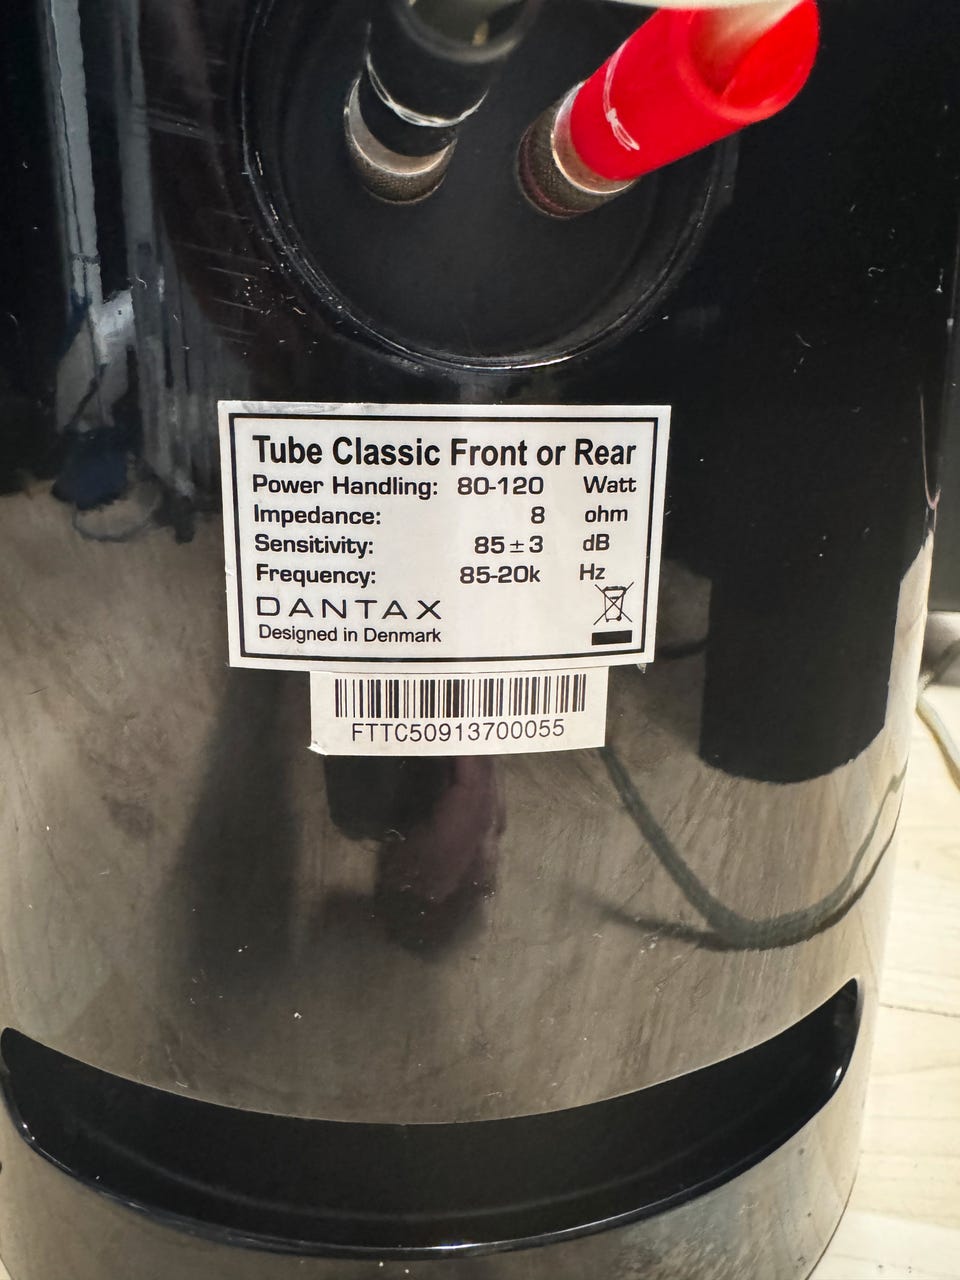 Tube Classic Front or Rear
Power Handling: 80-120 Watt
Impedance: 8 ohm
Sensitivity: 85±3 dB
Frequency: 85-20k Hz
DANTAX
Designed in Denmark
FTTC50913700055